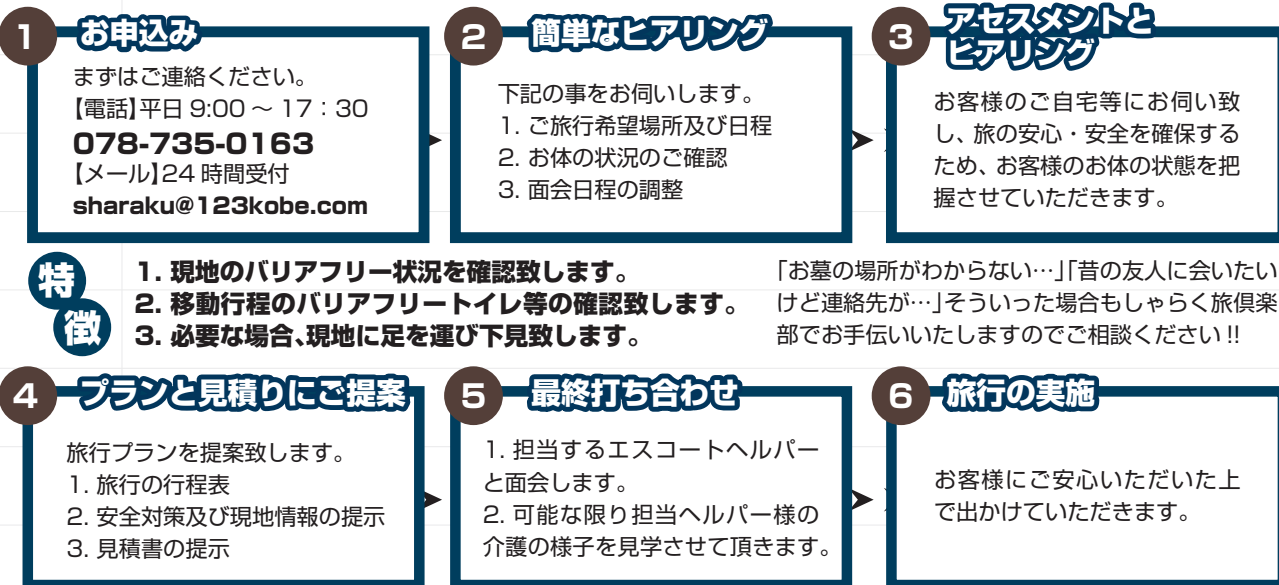 1 お申込み
まずはご連絡ください。
【電話】平日 9:00 ～ 17：30
078-735-0163
【メール】24 時間受付
sharaku@123kobe.com
2 簡単なヒアリング
下記の事をお伺いします。
1. ご旅行希望場所及び日程
2. お体の状況のご確認
3. 面会日程の調整
3 アセスメントと
ヒアリング
お客様のご自宅等にお伺い致
し、旅の安心・安全を確保する
ため、お客様のお体の状態を把
握させていただきます。
特徴
1. 現地のバリアフリー状況を確認致します。
2. 移動行程のバリアフリートイレ等の確認致します。
3. 必要な場合、現地に足を運び下見致します。
「お墓の場所がわからない…」「昔の友人に会いたい
けど連絡先が…」そういった場合もしゃらく旅倶楽
部でお手伝いいたしますのでご相談ください !!
4 プランと見積りにご提案
旅行プランを提案致します。
1. 旅行の行程表
2. 安全対策及び現地情報の提示
3. 見積書の提示
5 最終打ち合わせ
1. 担当するエスコートヘルパー
と面会します。
2. 可能な限り担当ヘルパー様の
介護の様子を見学させて頂きます。
6 旅行の実施
お客様にご安心いただいた上
で出かけていただきます。